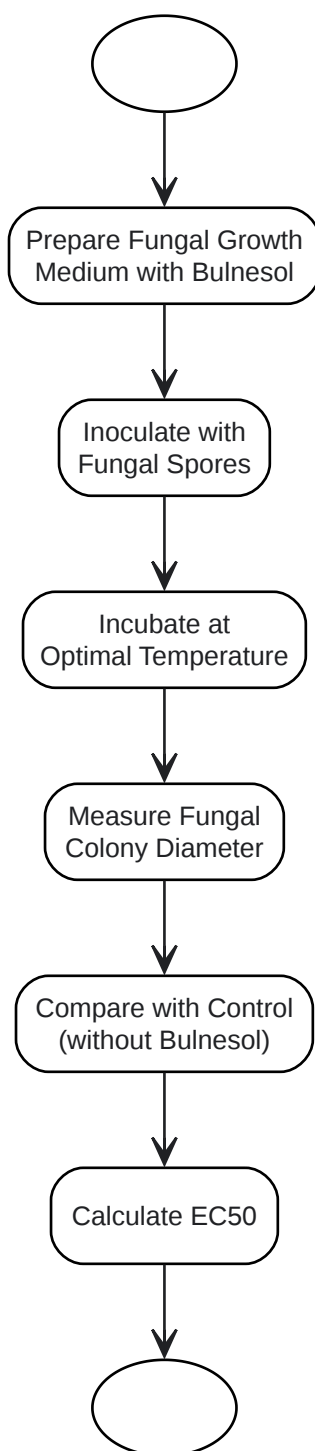 Prepare Fungal Growth
Medium with Bulnesol
Inoculate with
Fungal Spores
Incubate at
Optimal Temperature
Measure Fungal
Colony Diameter
Compare with Control
(without Bulnesol)
Calculate EC50